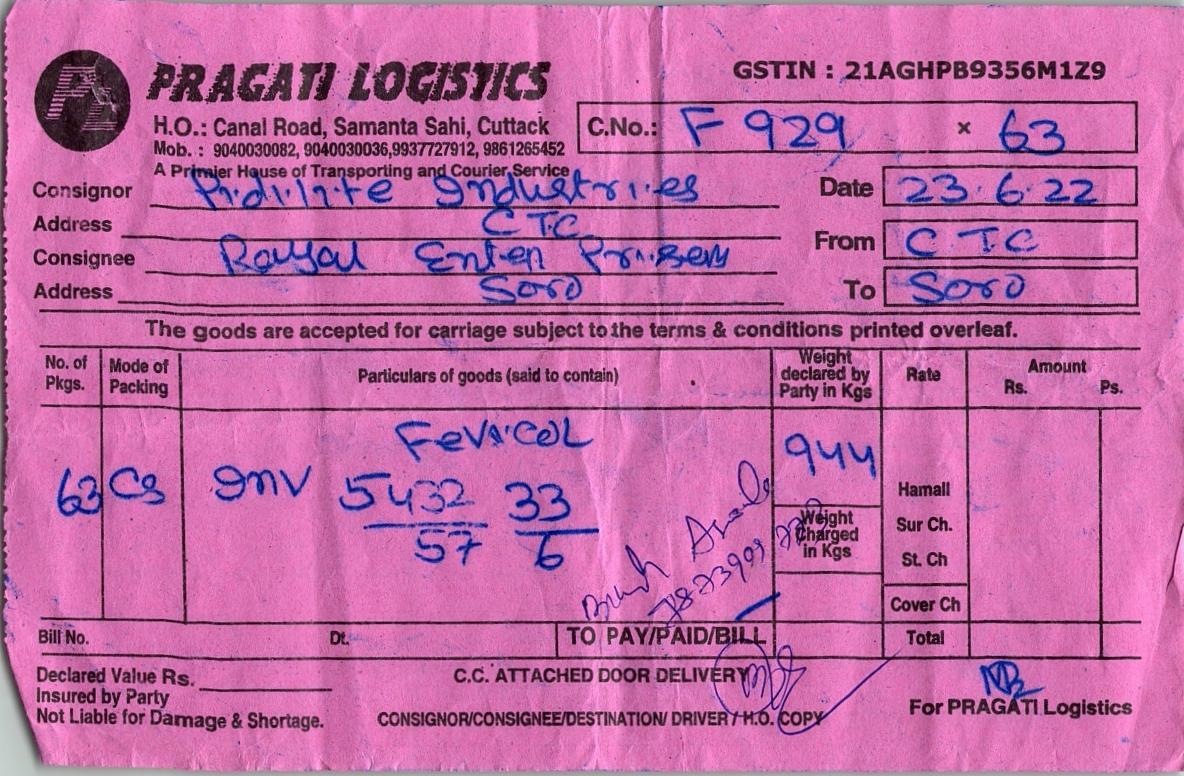 PRAGATI LOGISTICS
GSTIN : 21AGHPB9356M1Z9
H.O.: Canal Road, Samanta Sahi, Cuttack
Mob. : 9040030082, 9040030036,9937727912, 9861265452
A Primier House of Transporting and Courier Service
C.No.: F 929 × 63
Consignor Pidilite Industries
Date 23.6.22
Address CTC
From CTC
Consignee Royal Enter Prisers
Address Soro
To Soro
The goods are accepted for carriage subject to the terms & conditions printed overleaf.
No. of Pkgs. Mode of Packing Particulars of goods (said to contain) Weight declared by Party in Kgs Rate Amount Rs. Ps.
FeViCOL
63 Cs Inv 5432 33 944
57 6
Hamali
Weight Charged in Kgs
Sur Ch.
St. Ch
Cover Ch
Bill No. Dt. TO PAY/PAID/BILL Total
Declared Value Rs.
C.C. ATTACHED DOOR DELIVERY
Insured by Party
Not Liable for Damage & Shortage.
CONSIGNOR/CONSIGNEE/DESTINATION/ DRIVER / H.O. COPY
For PRAGATI Logistics